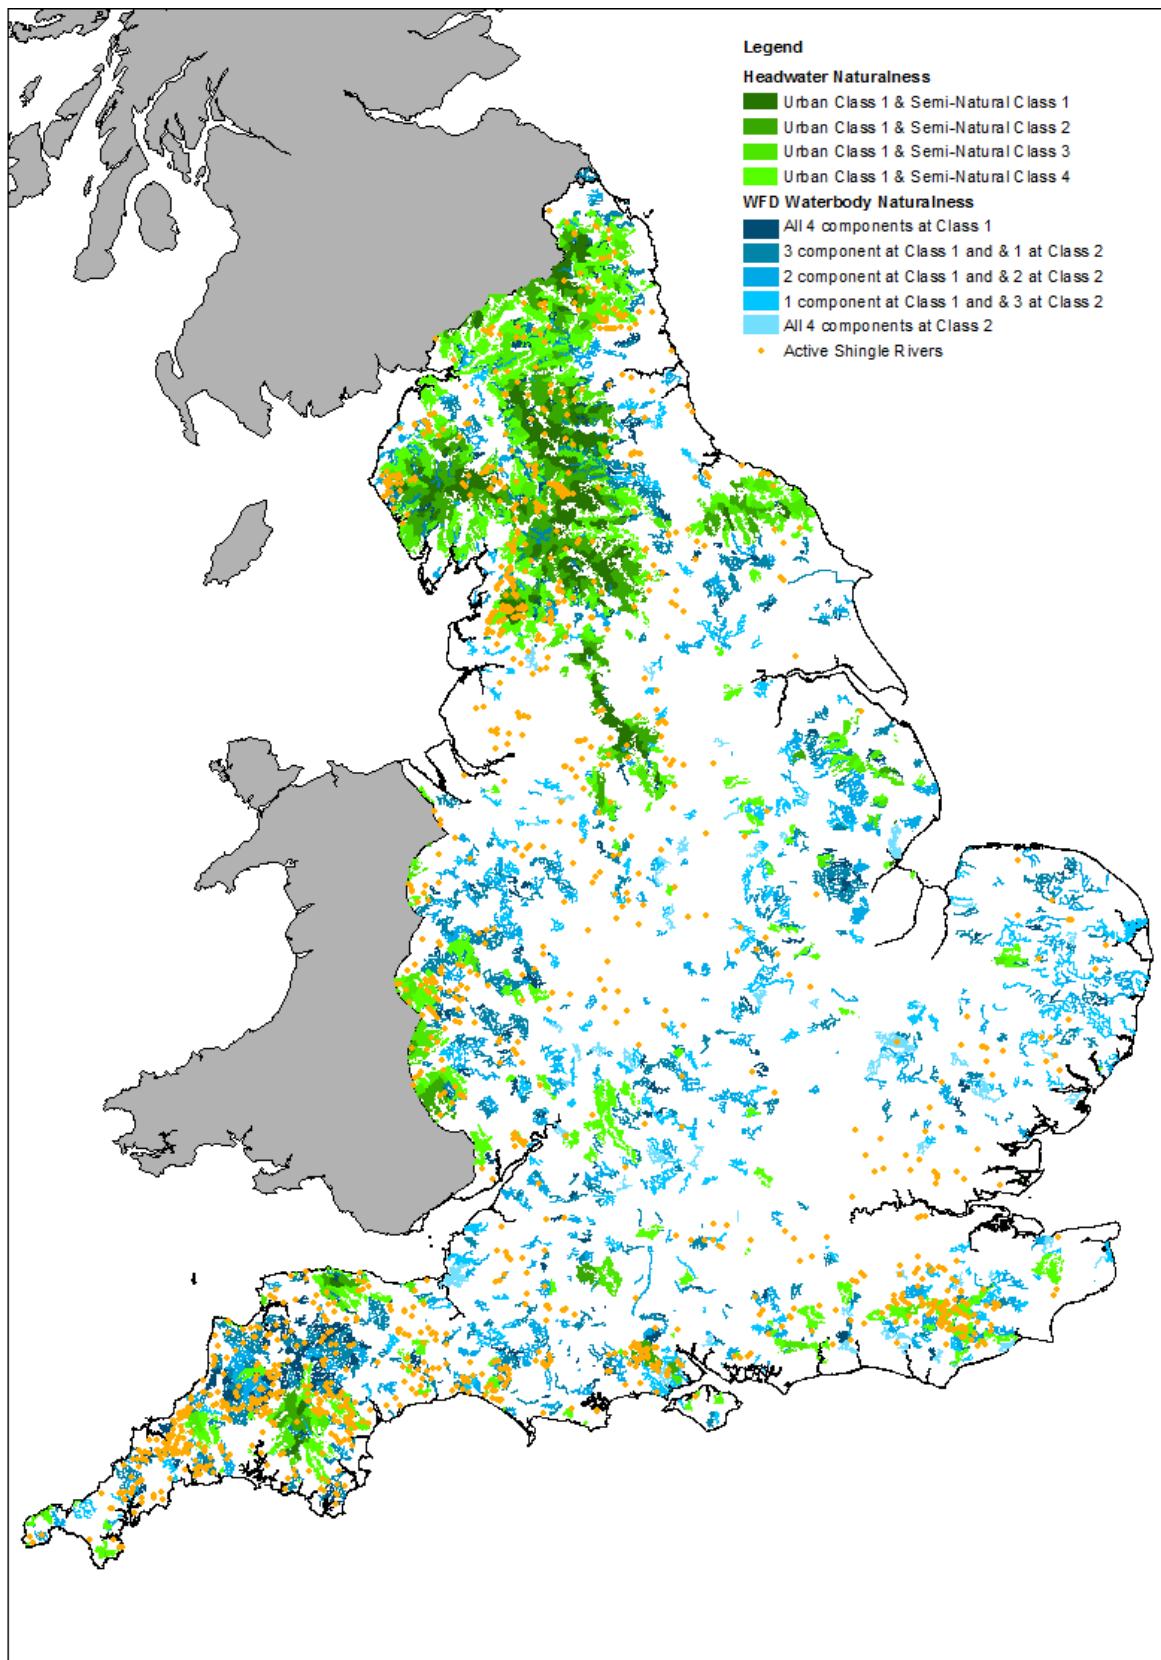 Legend
Headwater Naturalness
Urban Class 1 & Semi-Natural Class 1
Urban Class 1 & Semi-Natural Class 2
Urban Class 1 & Semi-Natural Class 3
Urban Class 1 & Semi-Natural Class 4
WFD Waterbody Naturalness
All 4 components at Class 1
3 component at Class 1 and & 1 at Class 2
2 component at Class 1 and & 2 at Class 2
1 component at Class 1 and & 3 at Class 2
All 4 components at Class 2
Active Shingle Rivers